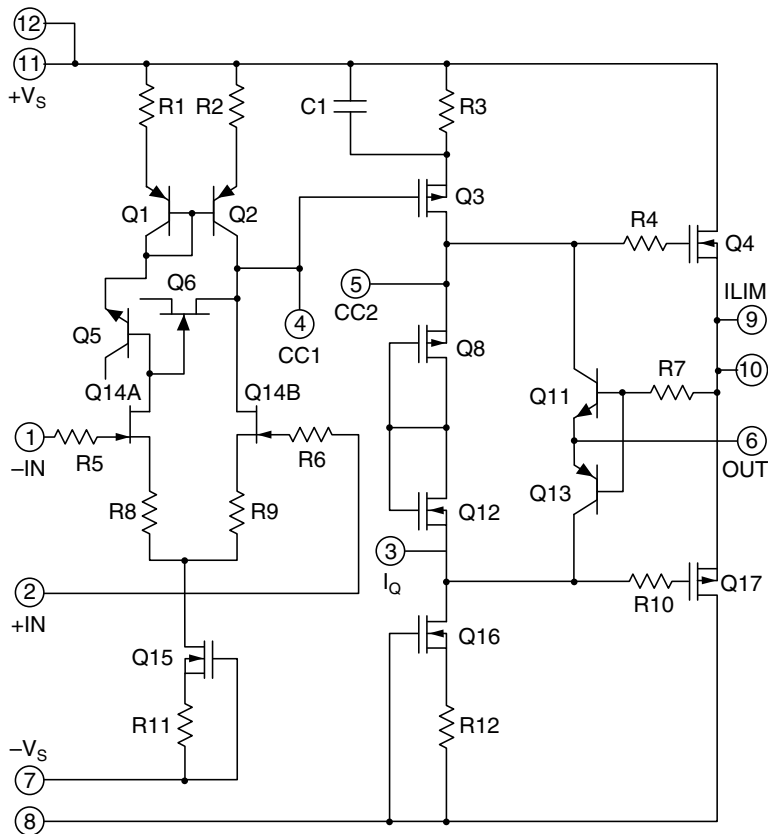 12
11
+VS
R1
R2
C1
R3
Q1
Q2
Q3
Q6
4
CC1
5
CC2
R4
Q4
ILIM
9
Q5
Q8
10
Q14A
Q14B
Q11
R7
1
–IN
R5
R6
6
OUT
R8
R9
Q12
Q13
3
IQ
2
+IN
R10
Q17
Q15
Q16
R11
R12
–VS
7
8